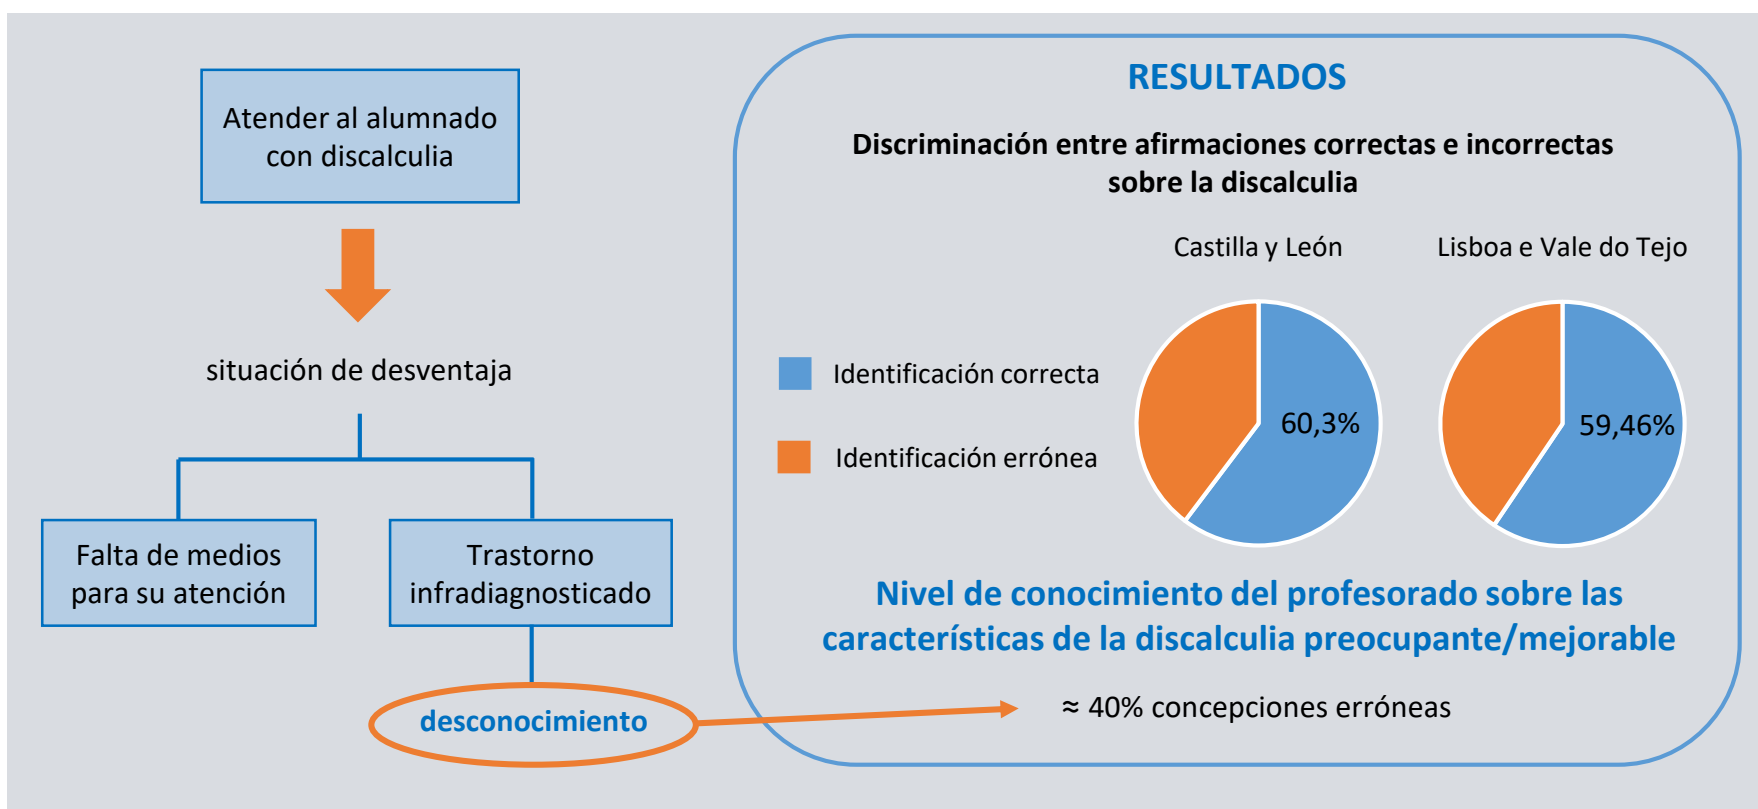 Atender al alumnado
con discalculia
situación de desventaja
Falta de medios
para su atención
Trastorno
infradiagnosticado
desconocimiento
RESULTADOS
Discriminación entre afirmaciones correctas e incorrectas
sobre la discalculia
Castilla y León
Lisboa e Vale do Tejo
Identificación correcta
Identificación errónea
60,3%
59,46%
Nivel de conocimiento del profesorado sobre las
características de la discalculia preocupante/mejorable
≈ 40% concepciones erróneas